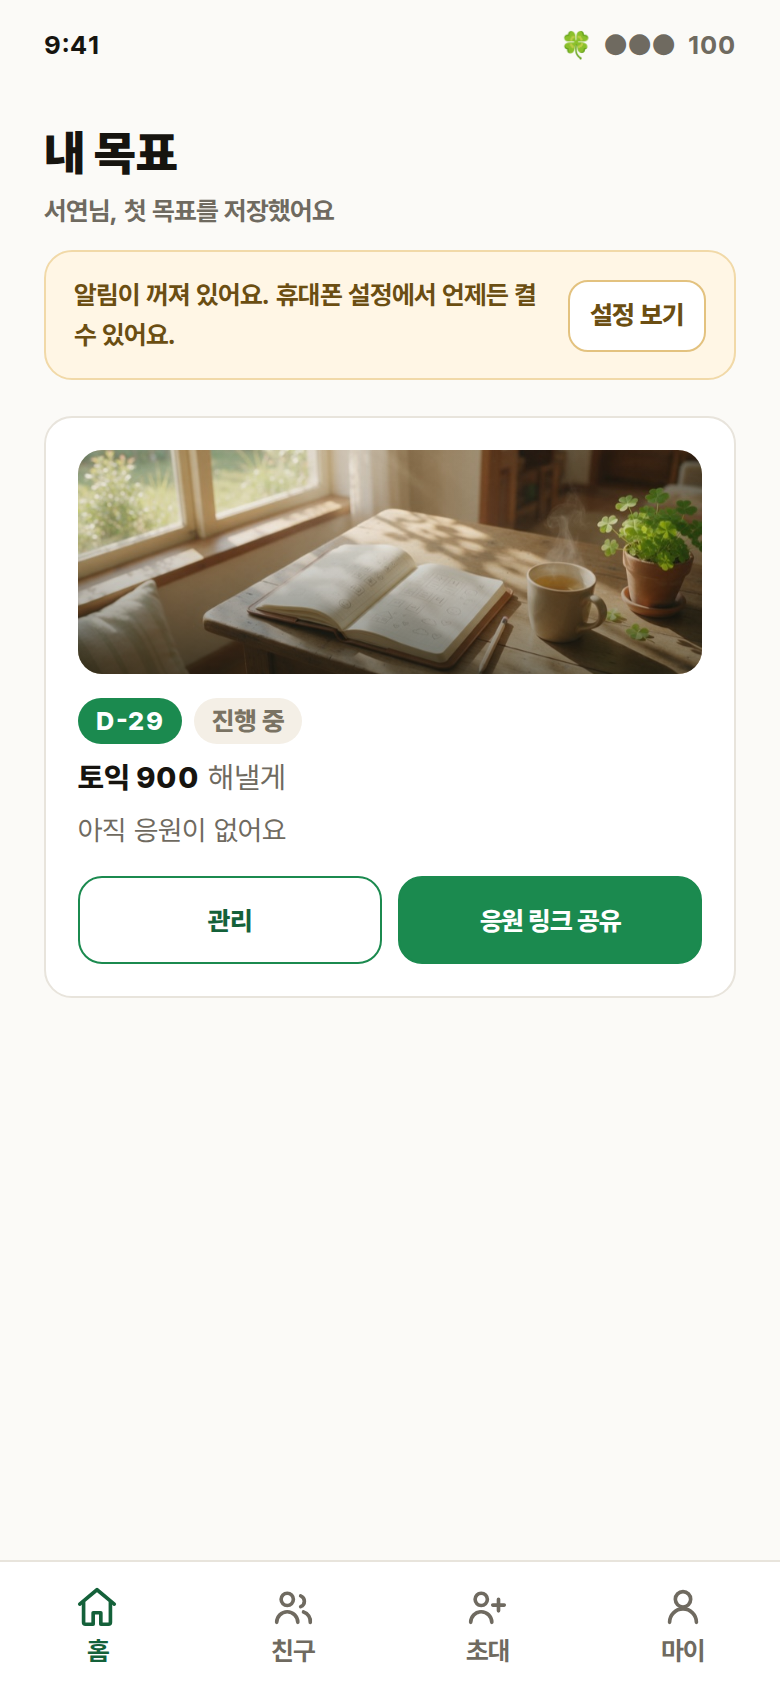 9:41
100
내 목표
서연님, 첫 목표를 저장했어요
알림이 꺼져 있어요. 휴대폰 설정에서 언제든 켤
수 있어요.
설정 보기
D-29
진행 중
토익 900 해낼게
아직 응원이 없어요
관리
응원 링크 공유
홈
친구
초대
마이